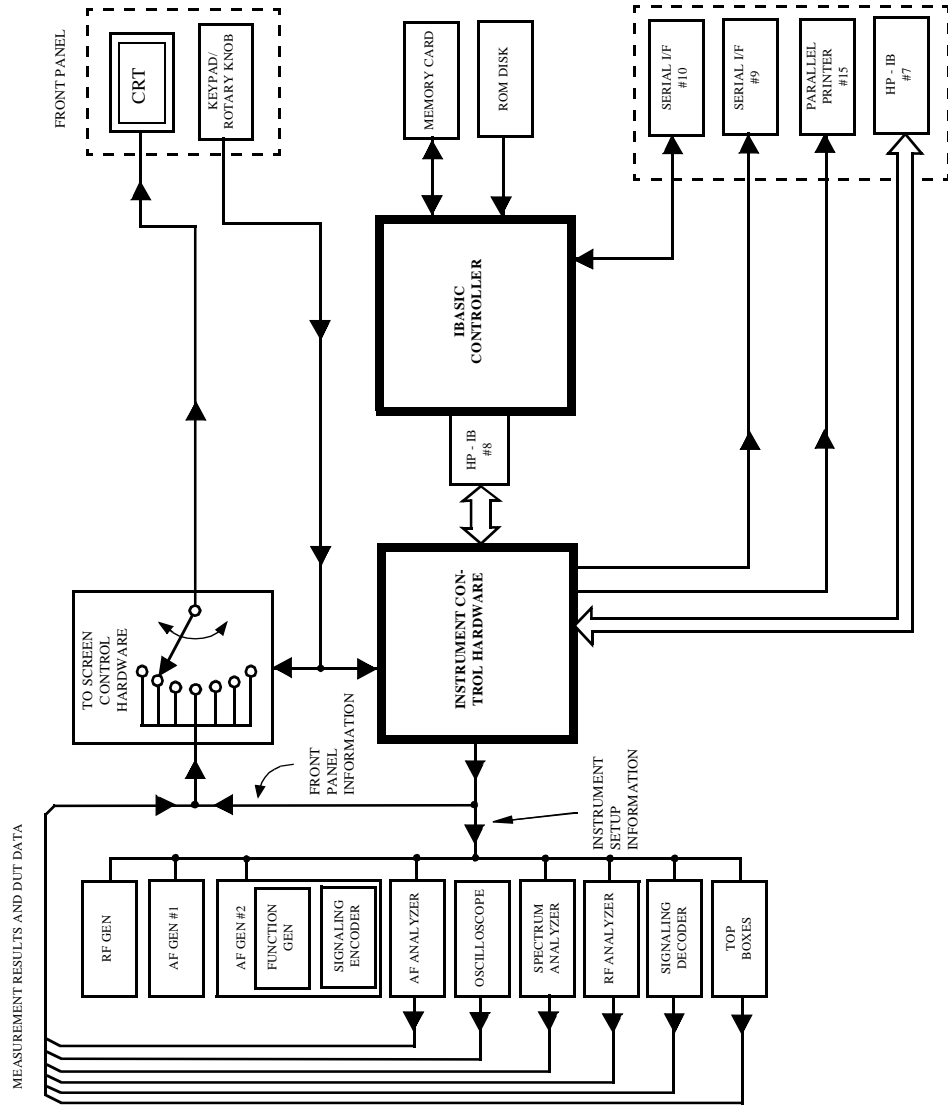 FRONT PANEL
CRT
KEYPAD/
ROTARY KNOB
MEMORY CARD
ROM DISK
SERIAL I/F
#10
SERIAL I/F
#9
PARALLEL
PRINTER
#15
HP - IB
#7
IBASIC
CONTROLLER
HP - IB
#8
TO SCREEN
CONTROL
HARDWARE
INSTRUMENT CON-
TROL HARDWARE
FRONT
PANEL
INFORMATION
INSTRUMENT
SETUP
INFORMATION
MEASUREMENT RESULTS AND DUT DATA
RF GEN
AF GEN #1
AF GEN #2
FUNCTION
GEN
SIGNALING
ENCODER
AF ANALYZER
OSCILLOSCOPE
SPECTRUM
ANALYZER
RF ANALYZER
SIGNALING
DECODER
TOP
BOXES